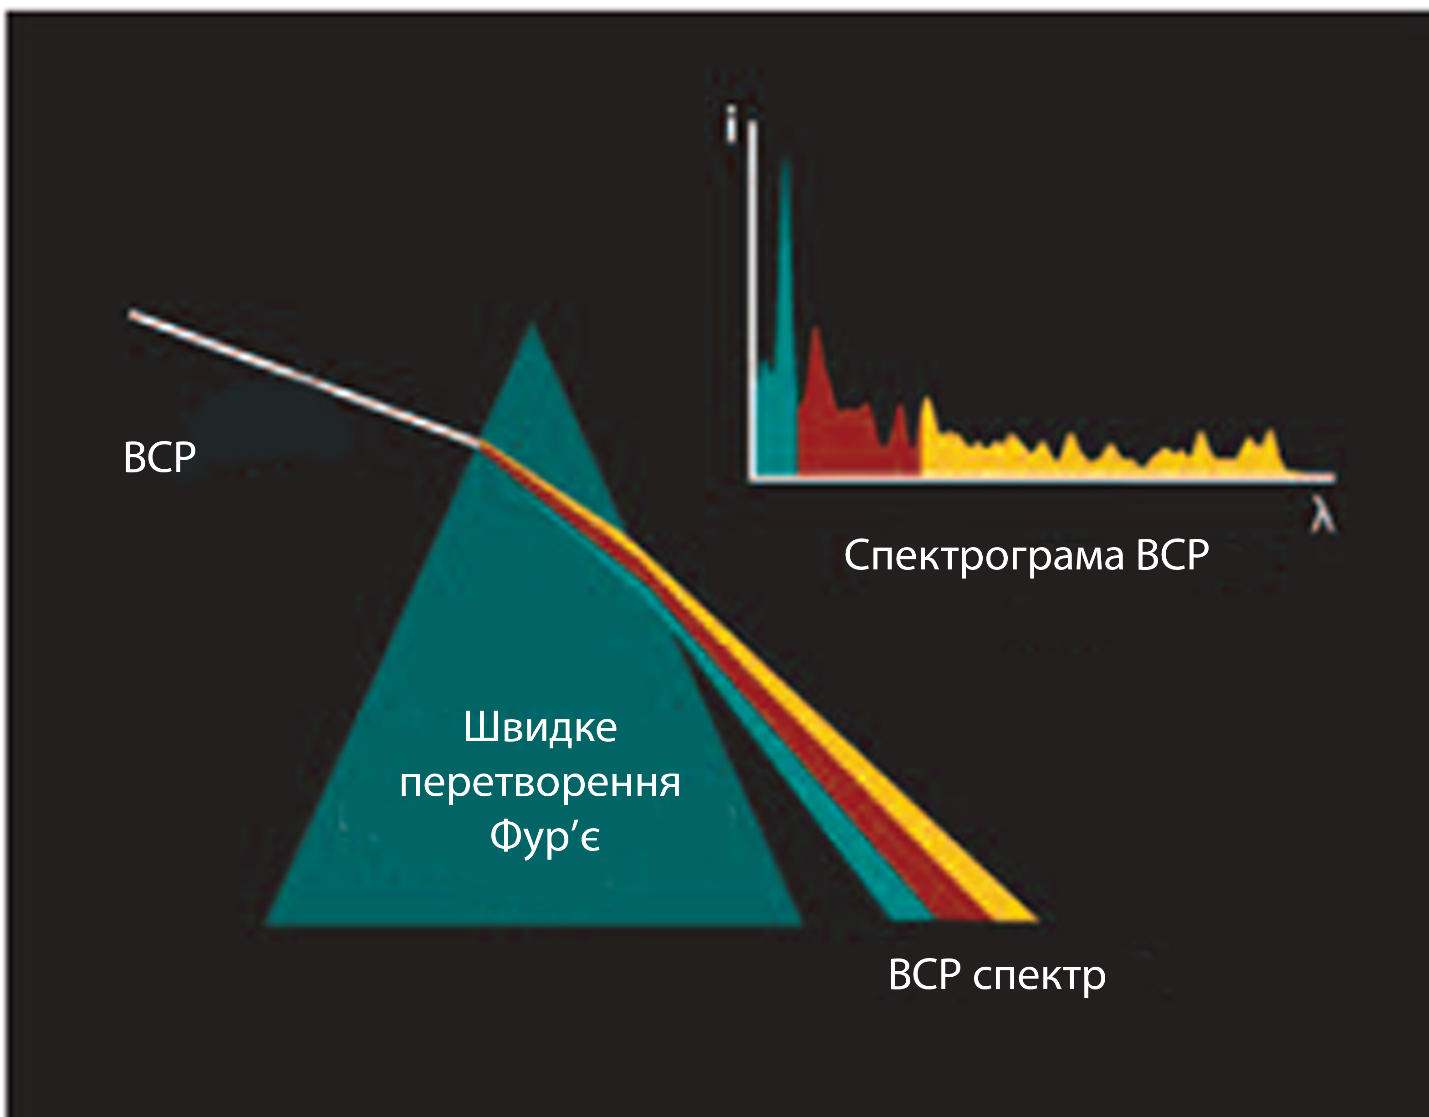 i
λ
Спектрограма ВСР
ВСР
Швидке
перетворення
Фур’є
ВСР спектр